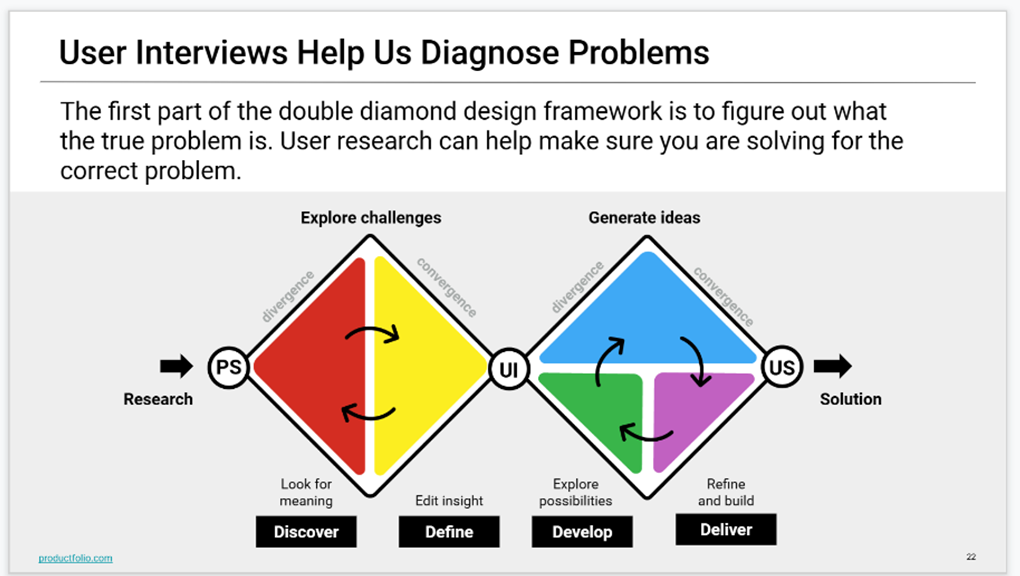 User Interviews Help Us Diagnose Problems
The first part of the double diamond design framework is to figure out what
the true problem is. User research can help make sure you are solving for the
correct problem.
Explore challenges
Generate ideas
divergence
convergence
divergence
convergence
PS
UI
US
Research
Solution
Look for
meaning
Edit insight
Explore
possibilities
Refine
and build
Discover
Define
Develop
Deliver
productfolio.com
22